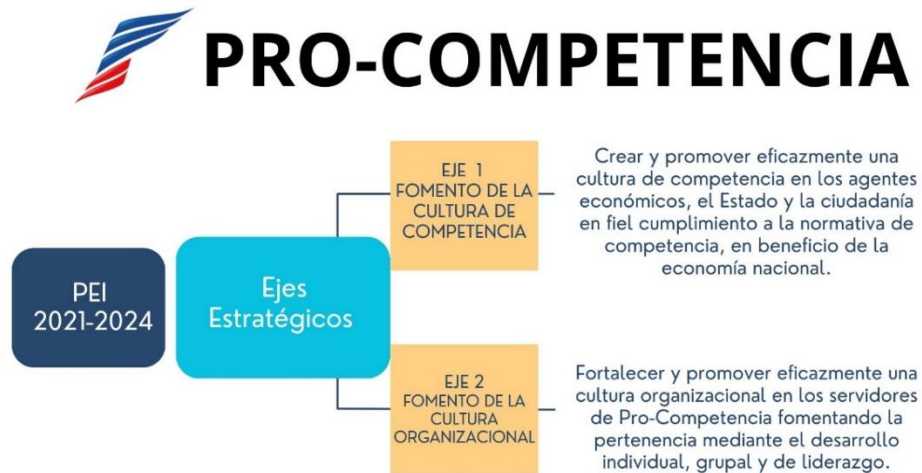 PRO-COMPETENCIA
PEI
2021-2024
Ejes
Estratégicos
EJE 1
FOMENTO DE LA
CULTURA DE
COMPETENCIA
Crear y promover eficazmente una
cultura de competencia en los agentes
económicos, el Estado y la ciudadanía
en fiel cumplimiento a la normativa de
competencia, en beneficio de la
economía nacional.
EJE 2
FOMENTO DE LA
CULTURA
ORGANIZACIONAL
Fortalecer y promover eficazmente una
cultura organizacional en los servidores
de Pro-Competencia fomentando la
pertenencia mediante el desarrollo
individual, grupal y de liderazgo.